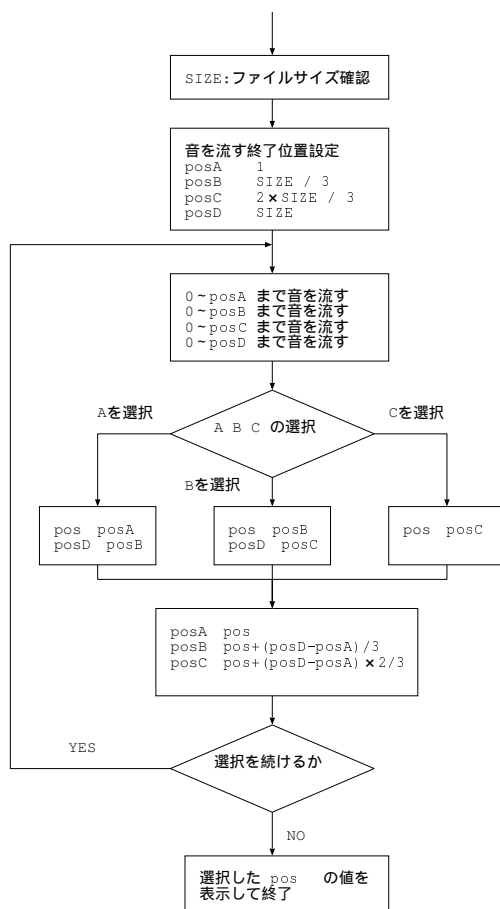 SIZE:ファイルサイズ確認
音を流す終了位置設定
posA 1
posB SIZE / 3
posC 2×SIZE / 3
posD SIZE
0~posA まで音を流す
0~posB まで音を流す
0~posC まで音を流す
0~posD まで音を流す
A B C の選択
Aを選択
Bを選択
Cを選択
pos posA
posD posB
pos posB
posD posC
pos posC
posA pos
posB pos+(posD-posA)/3
posC pos+(posD-posA)×2/3
選択を続けるか
YES
NO
選択した pos の値を
表示して終了